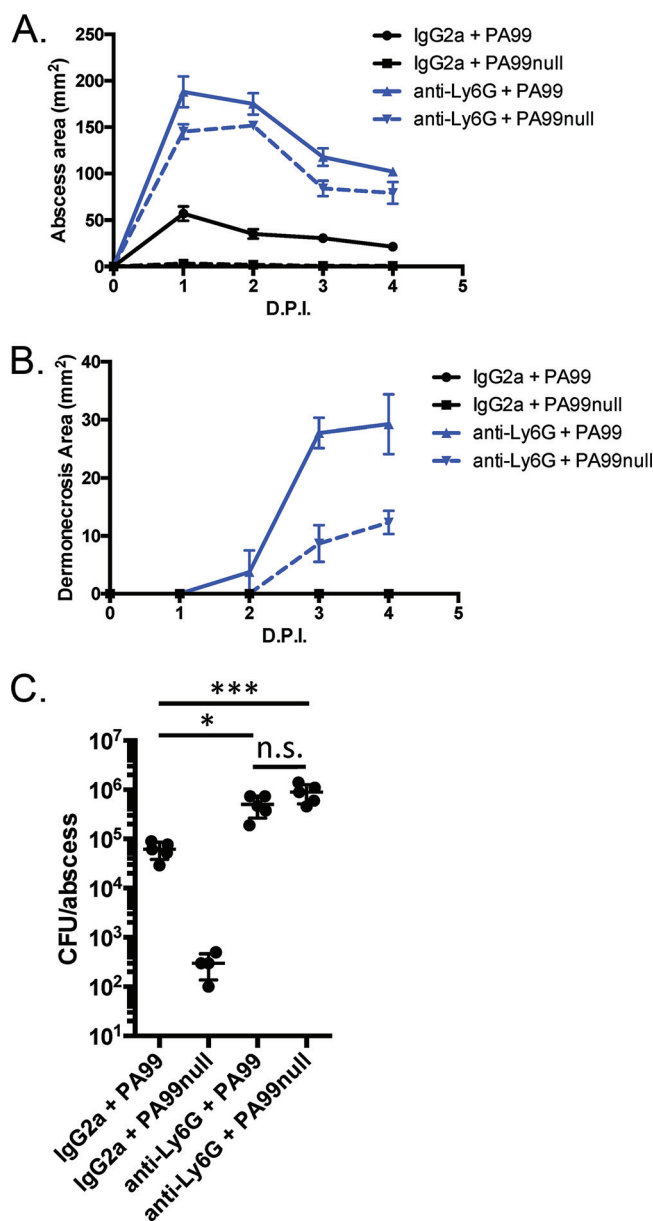 A.
Abscess area (mm²)
250
200
150
100
50
0
0 1 2 3 4 5
D.P.I.
IgG2a + PA99
IgG2a + PA99null
anti-Ly6G + PA99
anti-Ly6G + PA99null
B.
Dermonecrosis Area (mm²)
40
30
20
10
0
0 1 2 3 4 5
D.P.I.
IgG2a + PA99
IgG2a + PA99null
anti-Ly6G + PA99
anti-Ly6G + PA99null
C.
***
*
n.s.
CFU/abscess
10⁷
10⁶
10⁵
10⁴
10³
10²
10¹
IgG2a + PA99
IgG2a + PA99null
anti-Ly6G + PA99
anti-Ly6G + PA99null